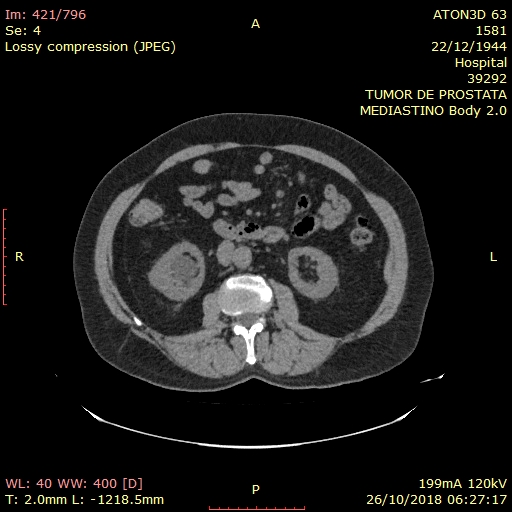 Im: 421/796
Se: 4
Lossy compression (JPEG)
A
ATON3D 63
1581
22/12/1944
Hospital
39292
TUMOR DE PROSTATA
MEDIASTINO Body 2.0
R
L
WL: 40 WW: 400 [D]
T: 2.0mm L: -1218.5mm
P
199mA 120kV
26/10/2018 06:27:17